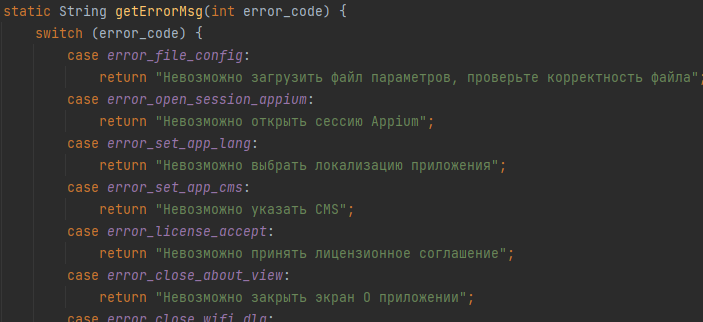 static String getErrorMsg(int error_code) {
switch (error_code) {
case error_file_config:
return "Невозможно загрузить файл параметров, проверьте корректность файла";
case error_open_session_appium:
return "Невозможно открыть сессию Appium";
case error_set_app_lang:
return "Невозможно выбрать локализацию приложения";
case error_set_app_cms:
return "Невозможно указать CMS";
case error_license_accept:
return "Невозможно принять лицензионное соглашение";
case error_close_about_view:
return "Невозможно закрыть экран О приложении";
case error_close_wifi_dlg: